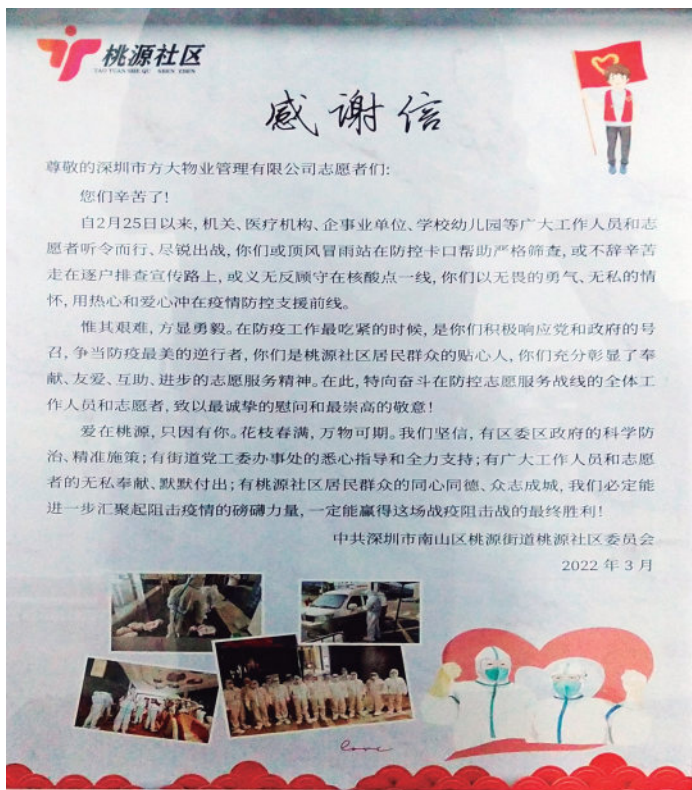 桃源社区
TAO YUAN SHE QU
感谢信
尊敬的深圳市方大物业管理有限公司志愿者们:
您们辛苦了!
自2月25日以来, 机关、医疗机构、企事业单位、学校幼儿园等广大工作人员和志
愿者听令而行、尽锐出战, 你们或顶风冒雨站在防控卡口帮助严格筛查, 或不辞辛苦
走在逐户排查宣传路上, 或义无反顾守在核酸点一线, 你们以无畏的勇气、无私的情
怀, 用热心和爱心冲在疫情防控支援前线。
惟其艰难, 方显勇毅。在防疫工作最吃紧的时候, 是你们积极响应党和政府的号
召, 争当防疫最美的逆行者, 你们是桃源社区居民群众的贴心人, 你们充分彰显了奉
献、友爱、互助、进步的志愿服务精神。在此, 特向奋斗在防控志愿服务战线的全体工
作人员和志愿者, 致以最诚挚的慰问和最崇高的敬意!
爱在桃源, 只因有你。花枝春满, 万物可期。我们坚信, 有区委区政府的科学防
治、精准施策; 有街道党工委办事处的悉心指导和全力支持; 有广大工作人员和志愿
者的无私奉献、默默付出; 有桃源社区居民群众的同心同德、众志成城, 我们必定能
进一步汇聚起阻击疫情的磅礴力量, 一定能赢得这场战疫阻击战的最终胜利!
中共深圳市南山区桃源街道桃源社区委员会
2022 年 3 月
love